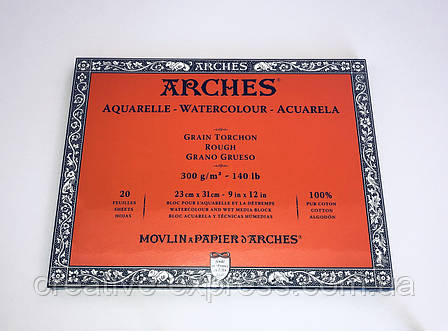 ARCHES®
AQUARELLE - WATERCOLOUR - ACUARELA
GRAIN TORCHON
ROUGH
GRANO GRUESO
300 g/m² - 140 lb
20
FEUILLES
SHEETS
HOJAS
23 cm x 31 cm - 9 in x 12 in
BLOC POUR L'AQUARELLE ET LA DÉTREMPE
WATERCOLOUR AND WET MEDIA BLOCK
BLOC ACUARELA Y TÉCNICAS HÚMEDAS
100%
PUR COTON
COTTON
ALGODÓN
MOVLIN & PAPIER D'ARCHES®
creative-express.com.ua